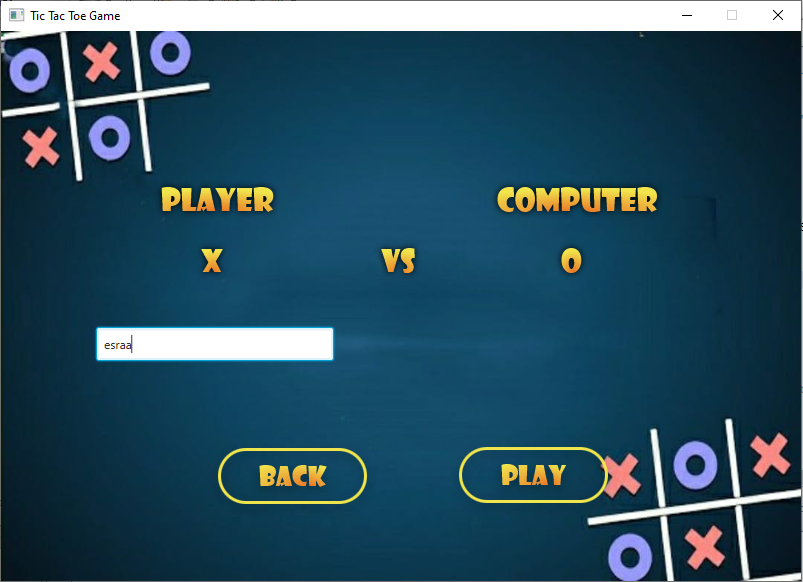 Tic Tac Toe Game
PLAYER COMPUTER
X VS O
esraa
BACK PLAY